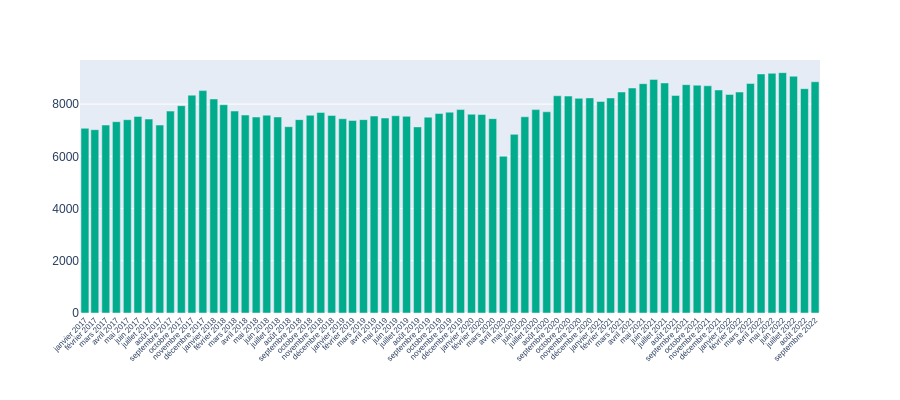 8000
6000
4000
2000
0
janvier 2017
février 2017
mars 2017
avril 2017
mai 2017
juin 2017
juillet 2017
août 2017
septembre 2017
octobre 2017
novembre 2017
décembre 2017
janvier 2018
février 2018
mars 2018
avril 2018
mai 2018
juin 2018
juillet 2018
août 2018
septembre 2018
octobre 2018
novembre 2018
décembre 2018
janvier 2019
février 2019
mars 2019
avril 2019
mai 2019
juin 2019
juillet 2019
août 2019
septembre 2019
octobre 2019
novembre 2019
décembre 2019
janvier 2020
février 2020
mars 2020
avril 2020
mai 2020
juin 2020
juillet 2020
août 2020
septembre 2020
octobre 2020
novembre 2020
décembre 2020
janvier 2021
février 2021
mars 2021
avril 2021
mai 2021
juin 2021
juillet 2021
août 2021
septembre 2021
octobre 2021
novembre 2021
décembre 2021
janvier 2022
février 2022
mars 2022
avril 2022
mai 2022
juin 2022
juillet 2022
août 2022
septembre 2022